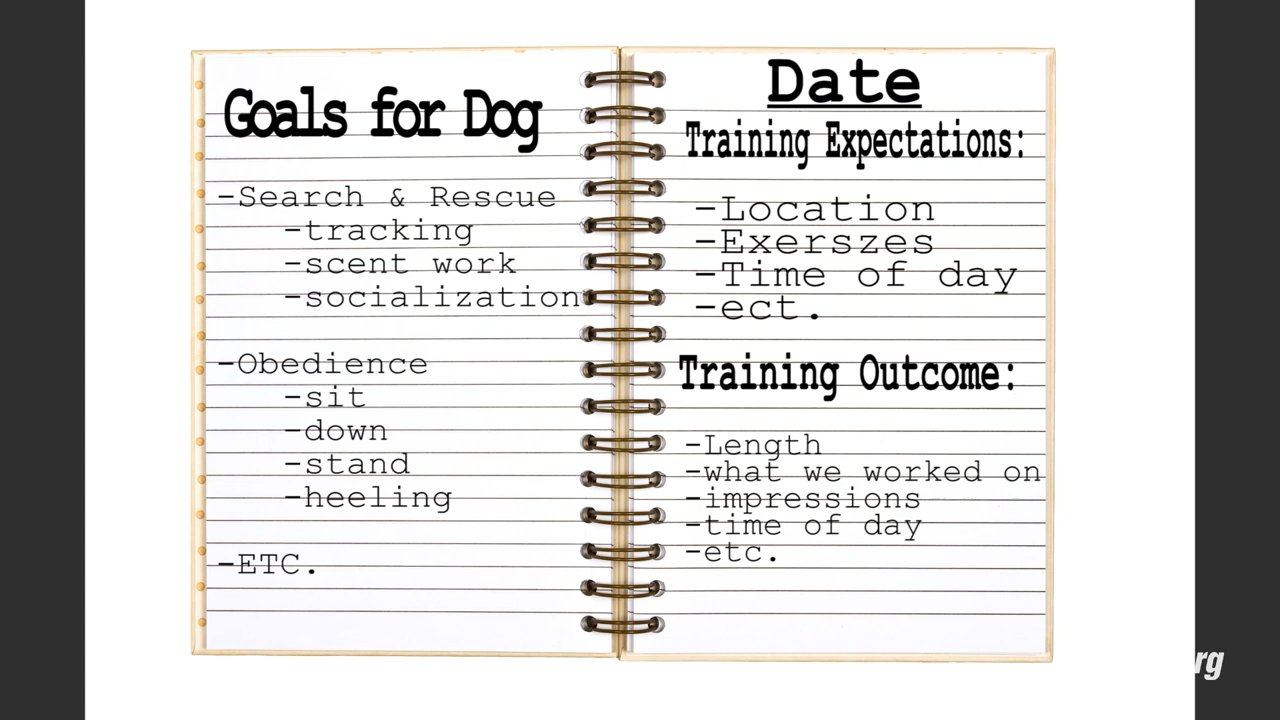 Goals for Dog
-Search & Rescue
-tracking
-scent work
-socialization
-Obedience
-sit
-down
-stand
-heeling
-ETC.
Date
Training Expectations:
-Location
-Exerszes
-Time of day
-ect.
Training Outcome:
-Length
-what we worked on
-impressions
-time of day
-etc.
rg